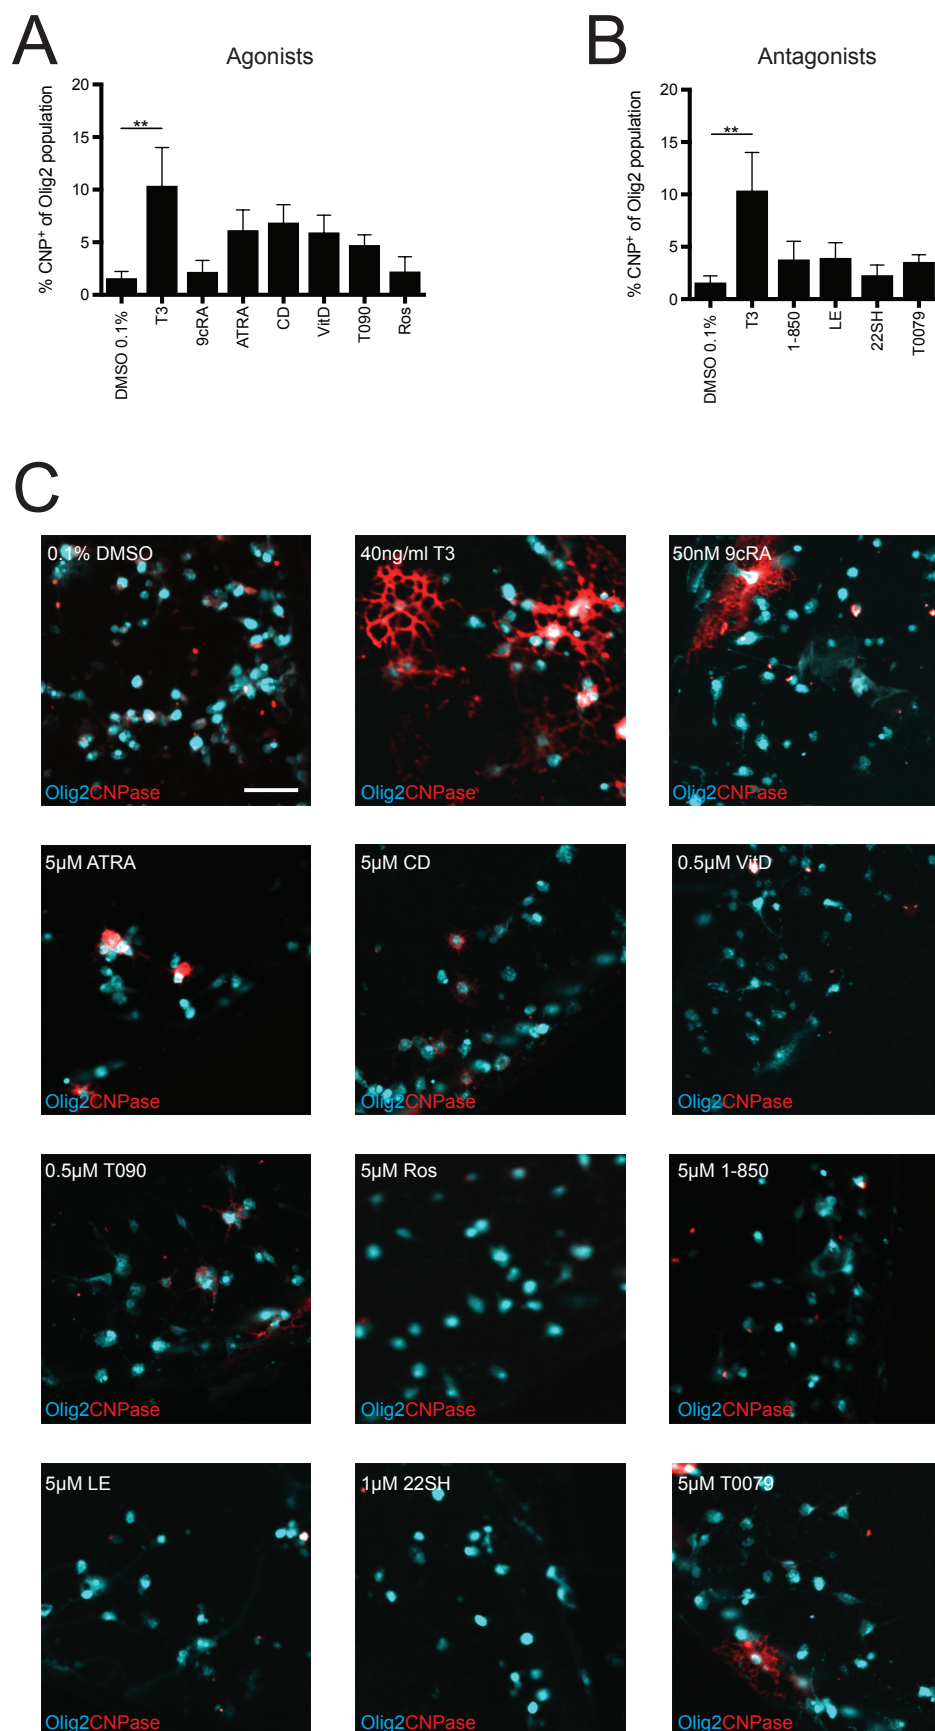 A
Agonists
% CNP+ of Olig2 population
20
15
10
5
0
**
DMSO 0.1%
T3
9cRA
ATRA
CD
VitD
T090
Ros
B
Antagonists
% CNP+ of Olig2 population
20
15
10
5
0
**
DMSO 0.1%
T3
1-850
LE
22SH
T0079
C
0.1% DMSO
Olig2CNPase
40ng/ml T3
Olig2CNPase
50nM 9cRA
Olig2CNPase
5µM ATRA
Olig2CNPase
5µM CD
Olig2CNPase
0.5µM VitD
Olig2CNPase
0.5µM T090
Olig2CNPase
5µM Ros
Olig2CNPase
5µM 1-850
Olig2CNPase
5µM LE
Olig2CNPase
1µM 22SH
Olig2CNPase
5µM T0079
Olig2CNPase